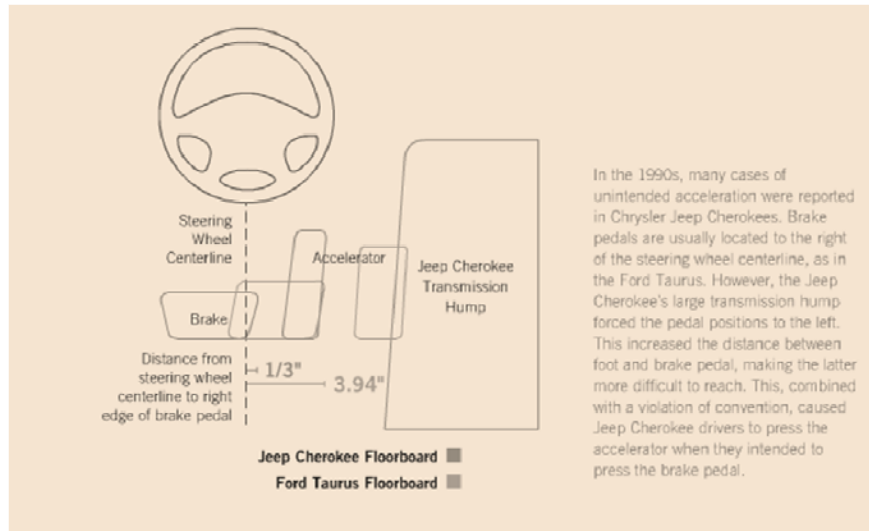 Steering
Wheel
Centerline
Accelerator
Jeep Cherokee
Transmission
Hump
Brake
Distance from
steering wheel
centerline to right
edge of brake pedal
1/3"
3.94"
Jeep Cherokee Floorboard
Ford Taurus Floorboard
In the 1990s, many cases of
unintended acceleration were reported
in Chrysler Jeep Cherokees. Brake
pedals are usually located to the right
of the steering wheel centerline, as in
the Ford Taurus. However, the Jeep
Cherokee's large transmission hump
forced the pedal positions to the left.
This increased the distance between
foot and brake pedal, making the latter
more difficult to reach. This, combined
with a violation of convention, caused
Jeep Cherokee drivers to press the
accelerator when they intended to
press the brake pedal.